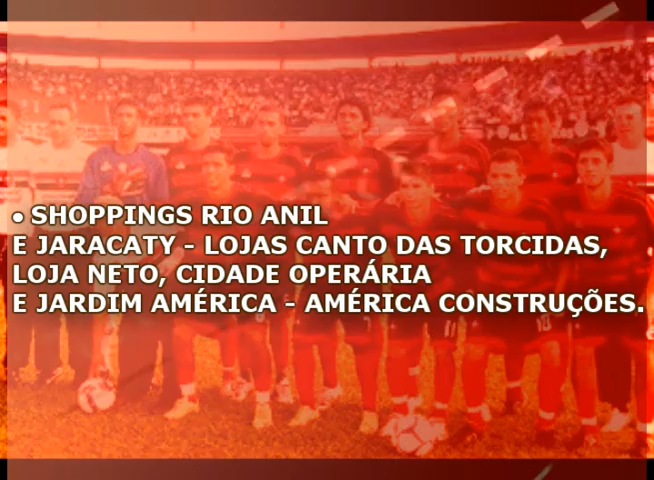 • SHOPPINGS RIO ANIL
E JARACATY - LOJAS CANTO DAS TORCIDAS,
LOJA NETO, CIDADE OPERÁRIA
E JARDIM AMÉRICA - AMÉRICA CONSTRUÇÕES.